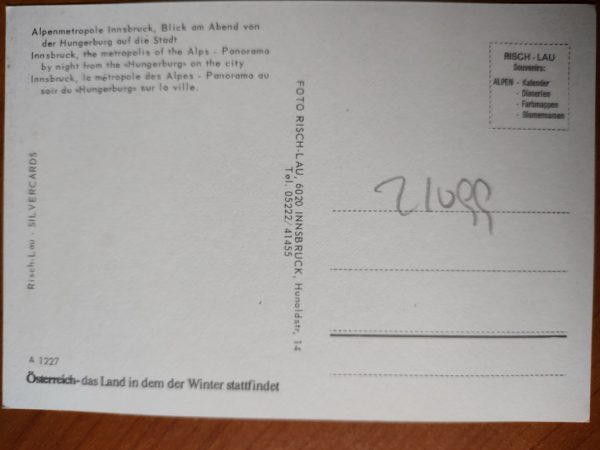 Alpenmetropole Innsbruck, Blick am Abend von
der Hungerburg auf die Stadt
Innsbruck, the metropolis of the Alps - Panorama
by night from the «Hungerburg» on the city
Innsbruck, la métropole des Alpes - Panorama au
soir du «Hungerburg» sur la ville.
Risch-Lau - SILVERCARDS
A 1227
Österreich-das Land in dem der Winter stattfindet
FOTO RISCH-LAU, 6020 INNSBRUCK, Hunoldstr. 14
Tel. 05222/41455
RISCH-LAU
Souvenirs:
ALPEN - Kalender
- Diaserien
- Farbmappen
- Blumensamen